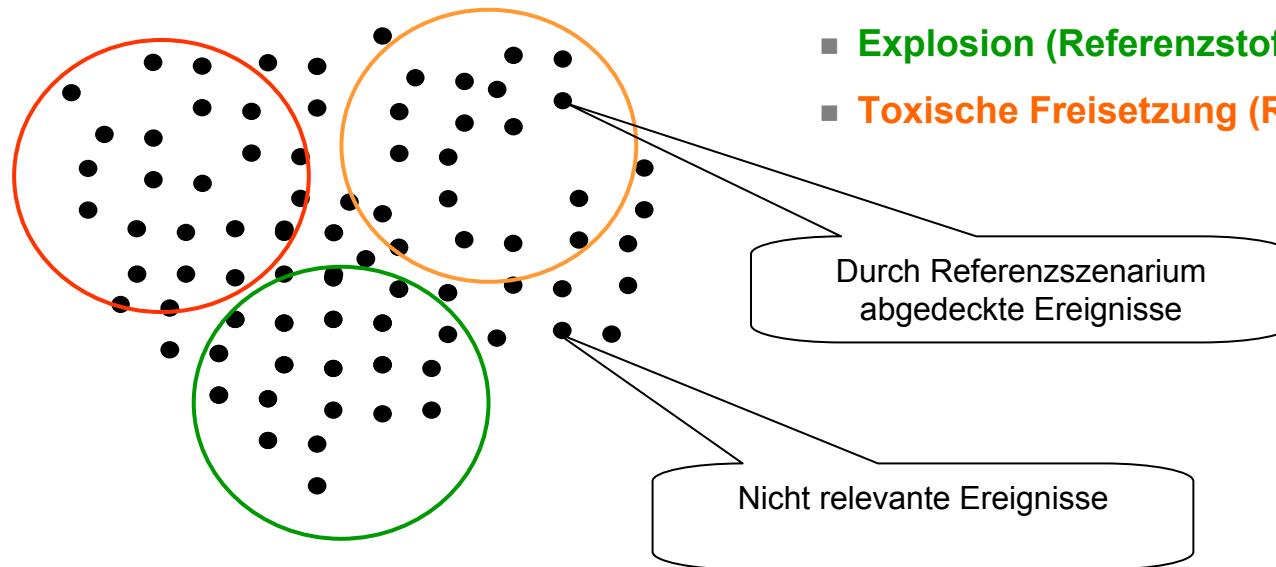 Explosion (Referenzstof
Toxische Freisetzung (R
Durch Referenzszenarium
abgedeckte Ereignisse
Nicht relevante Ereignisse